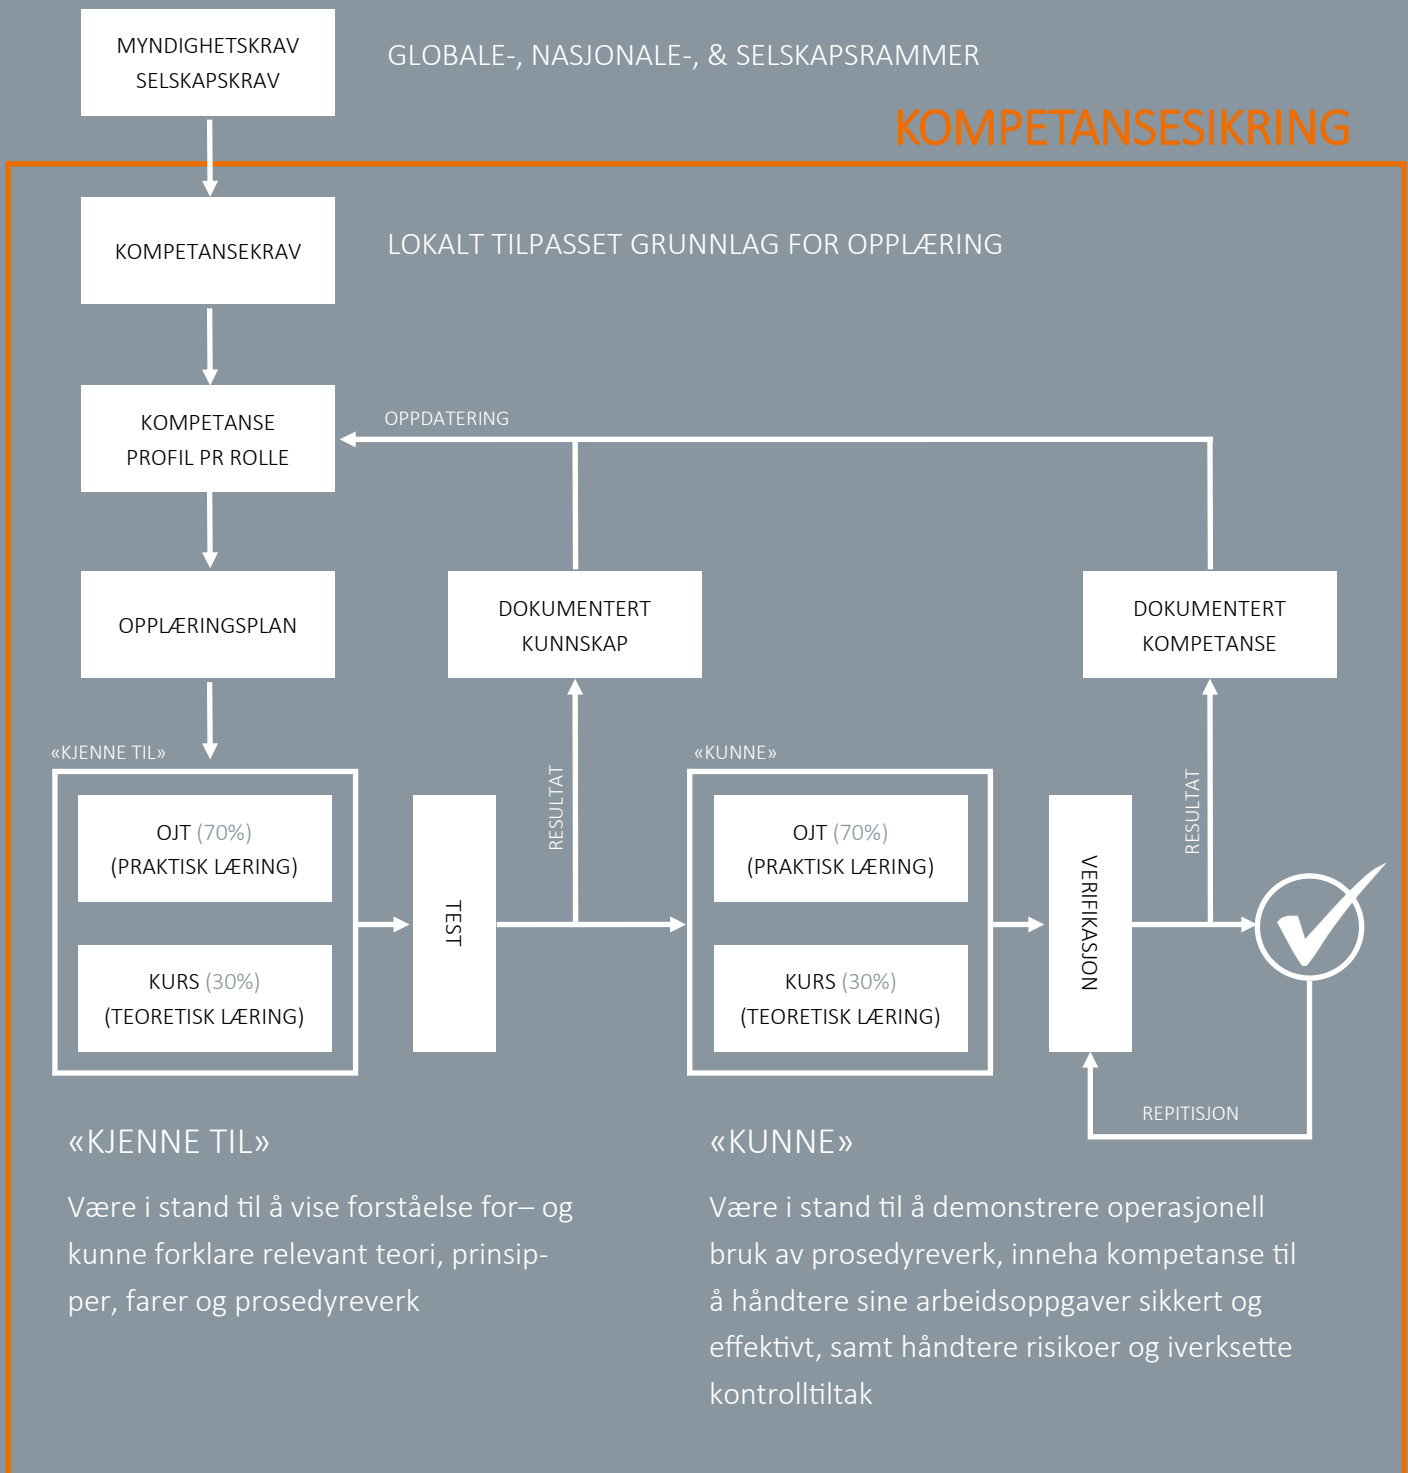 MYNDIGHETSKRAV
SELSKAPSKRAV
GLOBALE-, NASJONALE-, & SELSKAPSRAMMER
KOMPETANSESIKRING
KOMPETANSEKRAV
LOKALT TILPASSET GRUNNLAG FOR OPPLÆRING
KOMPETANSE
PROFIL PR ROLLE
OPPDATERING
OPPLÆRINGSPLAN
DOKUMENTERT
KUNNSKAP
DOKUMENTERT
KOMPETANSE
«KJENNE TIL»
OJT (70%)
(PRAKTISK LÆRING)
KURS (30%)
(TEORETISK LÆRING)
TEST
RESULTAT
«KUNNE»
OJT (70%)
(PRAKTISK LÆRING)
KURS (30%)
(TEORETISK LÆRING)
VERIFIKASJON
RESULTAT
REPITISJON
«KJENNE TIL»
Være i stand til å vise forståelse for– og
kunne forklare relevant teori, prinsip-
per, farer og prosedyreverk
«KUNNE»
Være i stand til å demonstrere operasjonell
bruk av prosedyreverk, inneha kompetanse til
å håndtere sine arbeidsoppgaver sikkert og
effektivt, samt håndtere risikoer og iverksette
kontrolltiltak